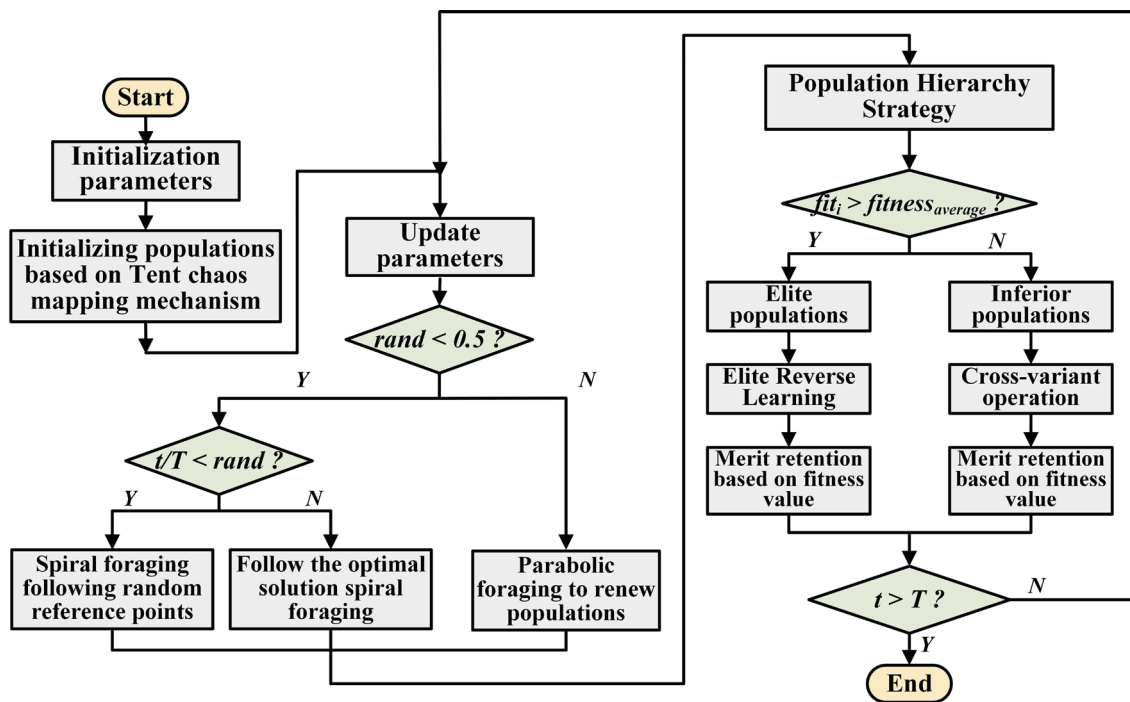 Start
Initialization
parameters
Initializing populations
based on Tent chaos
mapping mechanism
Update
parameters
rand < 0.5 ?
Y
N
t/T < rand ?
Y
N
Spiral foraging
following random
reference points
Follow the optimal
solution spiral
foraging
Parabolic
foraging to renew
populations
Population Hierarchy
Strategy
fit_i > fitness_average ?
Y
N
Elite
populations
Inferior
populations
Elite Reverse
Learning
Cross-variant
operation
Merit retention
based on fitness
value
Merit retention
based on fitness
value
t > T ?
N
Y
End